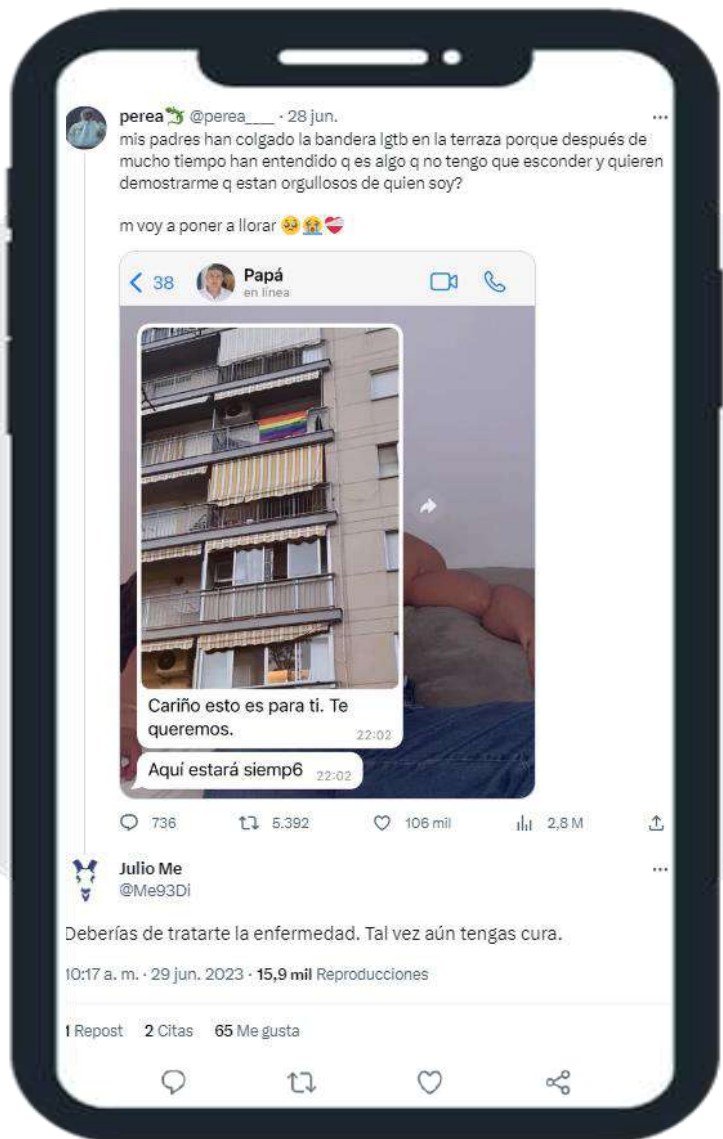 perea @perea____ · 28 jun.
mis padres han colgado la bandera lgtb en la terraza porque después de
mucho tiempo han entendido q es algo q no tengo que esconder y quieren
demostrarme q estan orgullosos de quien soy?
m voy a poner a llorar 🥺😭❤️‍🩹
38
Papá
en línea
Cariño esto es para ti. Te
queremos.
22:02
Aquí estará siemp6 22:02
736 5.392 106 mil 2,8 M
Julio Me
@Me93Di
Deberías de tratarte la enfermedad. Tal vez aún tengas cura.
10:17 a. m. · 29 jun. 2023 · 15,9 mil Reproducciones
1 Repost 2 Citas 65 Me gusta